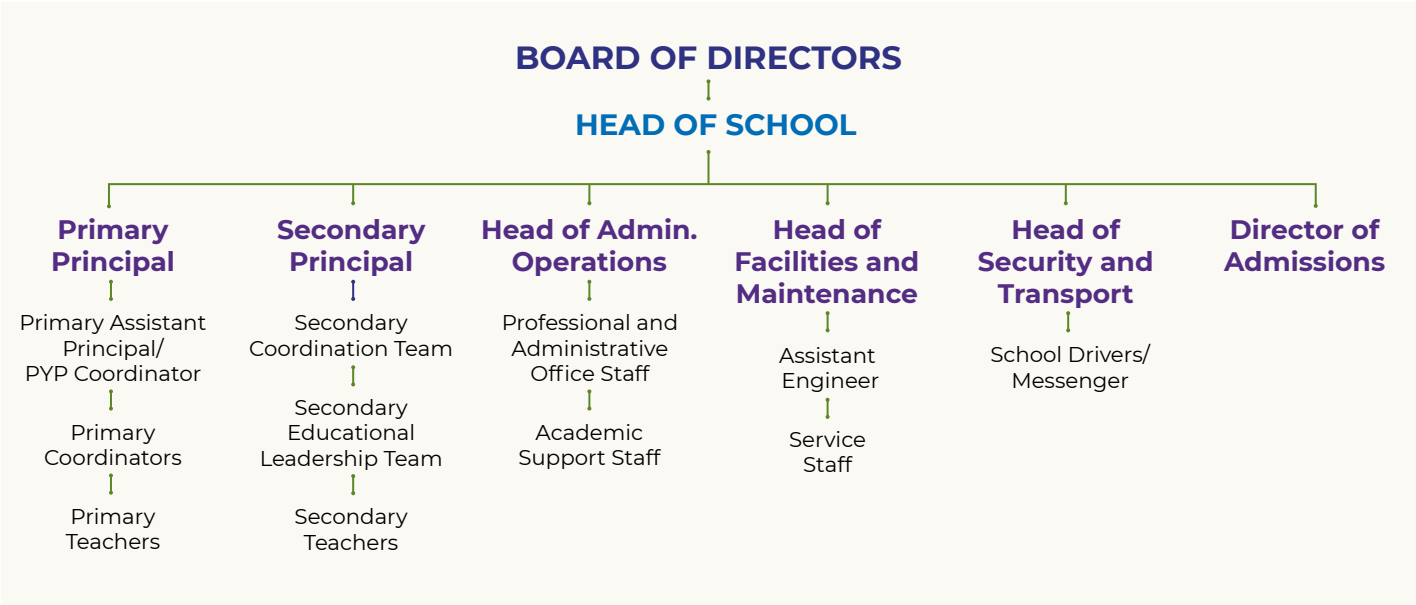 BOARD OF DIRECTORS
HEAD OF SCHOOL
Primary
Principal
Primary Assistant
Principal/
PYP Coordinator
Primary
Coordinators
Primary
Teachers
Secondary
Principal
Secondary
Coordination Team
Secondary
Educational
Leadership Team
Secondary
Teachers
Head of Admin.
Operations
Professional and
Administrative
Office Staff
Academic
Support Staff
Head of
Facilities and
Maintenance
Assistant
Engineer
Service
Staff
Head of
Security and
Transport
School Drivers/
Messenger
Director of
Admissions